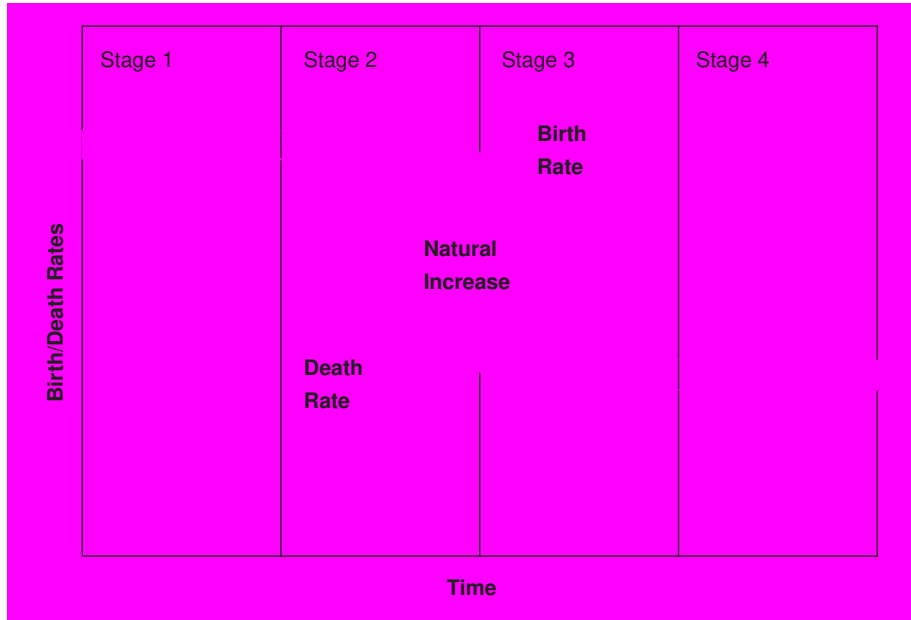 Stage 1
Stage 2
Stage 3
Stage 4
Birth
Rate
Natural
Increase
Death
Rate
Birth/Death Rates
Time